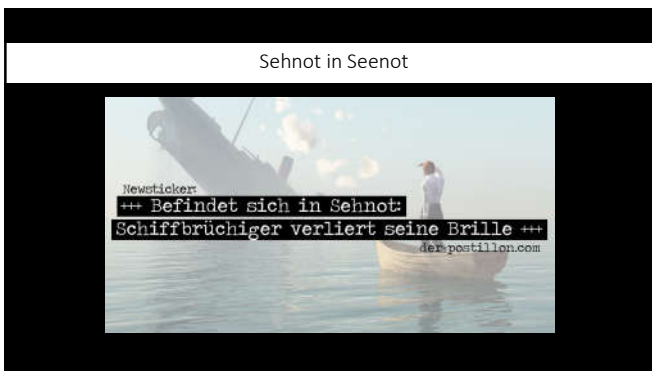 Sehnot in Seenot
Newsticker:
+++ Befindet sich in Sehnot:
Schiffbrüchiger verliert seine Brille +++
der-postillon.com